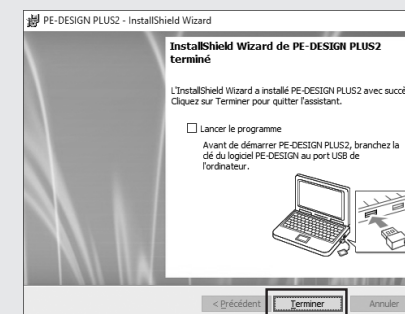 PE-DESIGN PLUS2 - InstallShield Wizard
InstallShield Wizard de PE-DESIGN PLUS2
terminé
L'InstallShield Wizard a installé PE-DESIGN PLUS2 avec succè
Cliquez sur Terminer pour quitter l'assistant.
Lancer le programme
Avant de démarrer PE-DESIGN PLUS2, branchez la
clé du logiciel PE-DESIGN au port USB de
l'ordinateur.
< Précédent Terminer Annuler